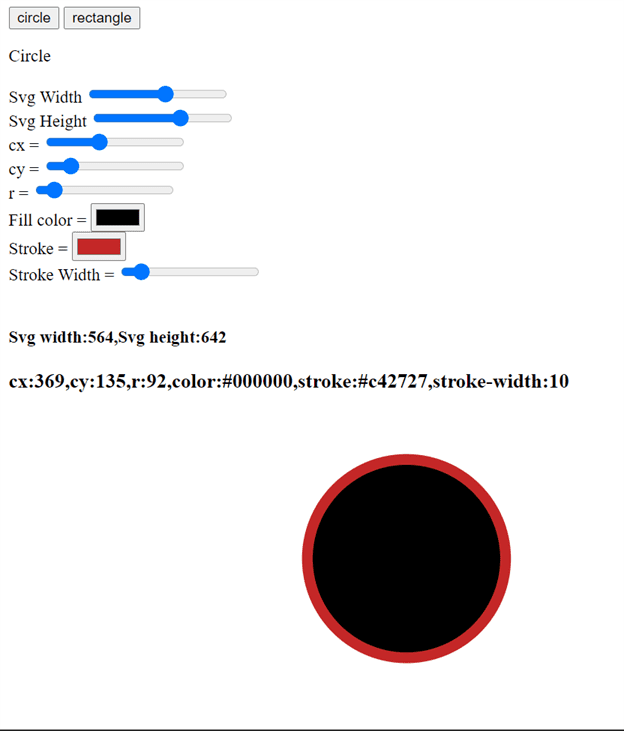 circle rectangle
Circle
Svg Width
Svg Height
cx =
cy =
r =
Fill color =
Stroke =
Stroke Width =
Svg width:564,Svg height:642
cx:369,cy:135,r:92,color:#000000,stroke:#c42727,stroke-width:10